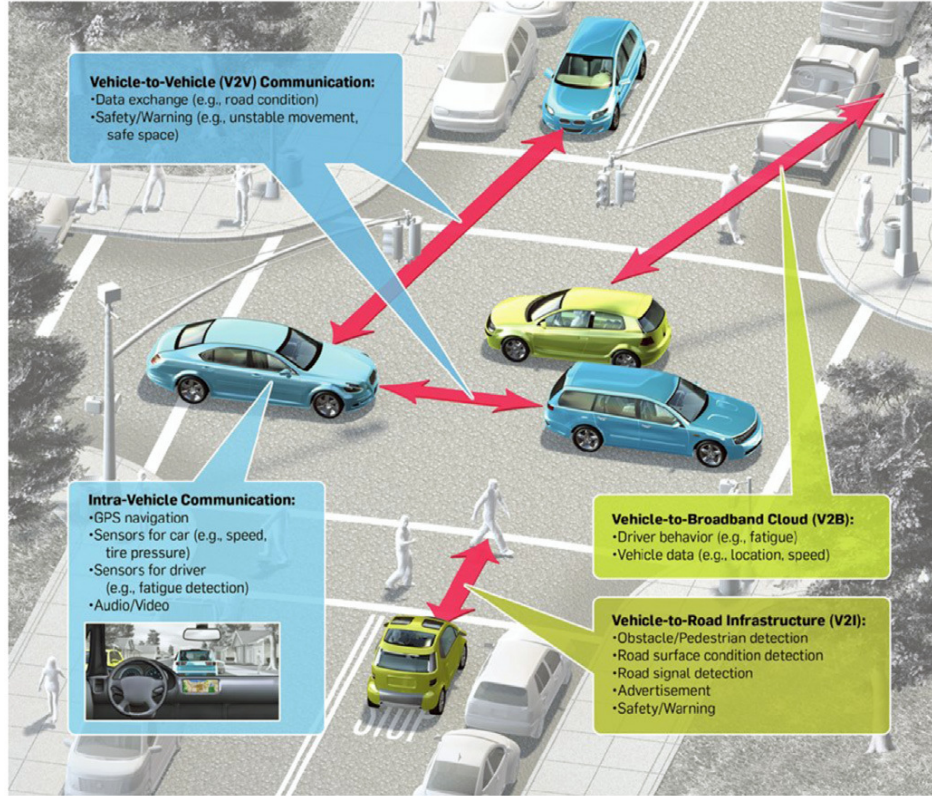 Vehicle-to-Vehicle (V2V) Communication:
•Data exchange (e.g., road condition)
•Safety/Warning (e.g., unstable movement,
safe space)
Intra-Vehicle Communication:
•GPS navigation
•Sensors for car (e.g., speed,
tire pressure)
•Sensors for driver
(e.g., fatigue detection)
•Audio/Video
Vehicle-to-Broadband Cloud (V2B):
•Driver behavior (e.g., fatigue)
•Vehicle data (e.g., location, speed)
Vehicle-to-Road Infrastructure (V2I):
•Obstacle/Pedestrian detection
•Road surface condition detection
•Road signal detection
•Advertisement
•Safety/Warning